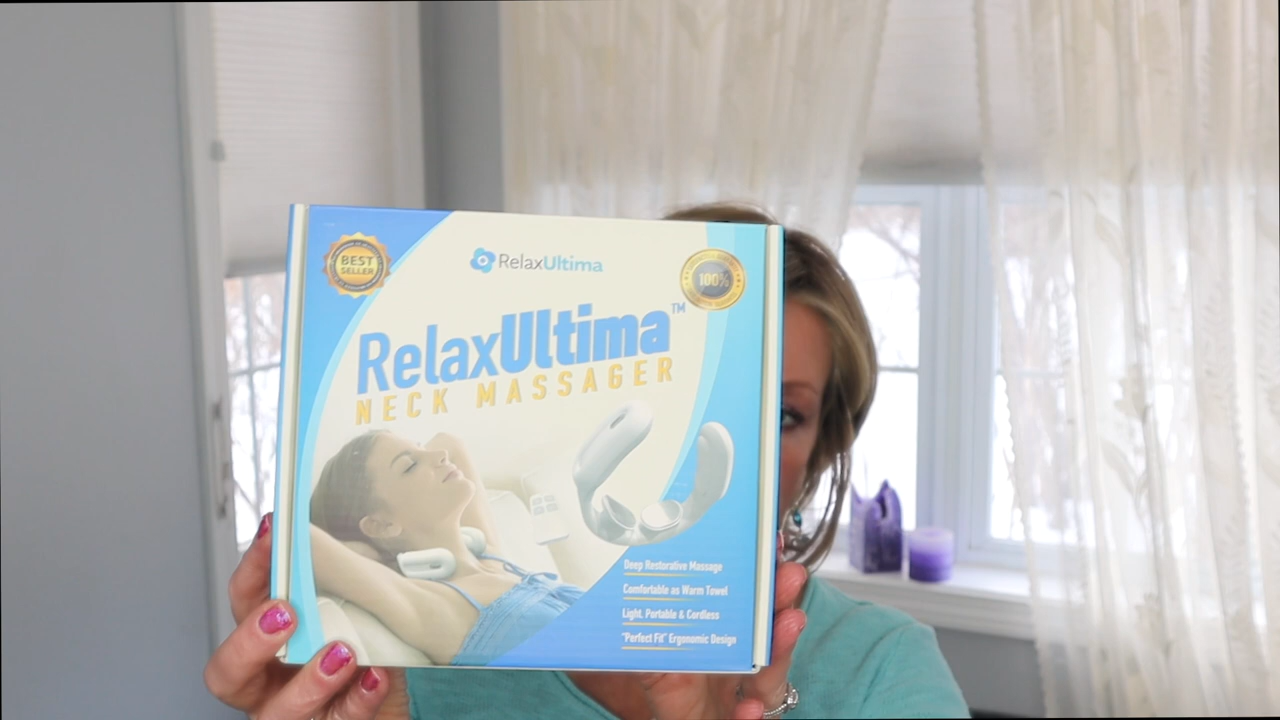 BEST
SELLER
RelaxUltima
100%
RelaxUltima™
NECK MASSAGER
Deep Restorative Massage
Comfortable as Warm Towel
Light, Portable & Cordless
"Perfect Fit" Ergonomic Design